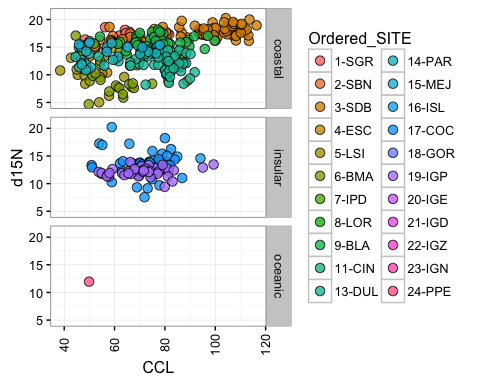 20
15
10
5
coastal
20
15
10
5
insular
20
15
10
5
oceanic
d15N
40
60
80
100
120
CCL
Ordered_SITE
1-SGR
2-SBN
3-SDB
4-ESC
5-LSI
6-BMA
7-IPD
8-LOR
9-BLA
11-CIN
13-DUL
14-PAR
15-MEJ
16-ISL
17-COC
18-GOR
19-IGP
20-IGE
21-IGD
22-IGZ
23-IGN
24-PPE